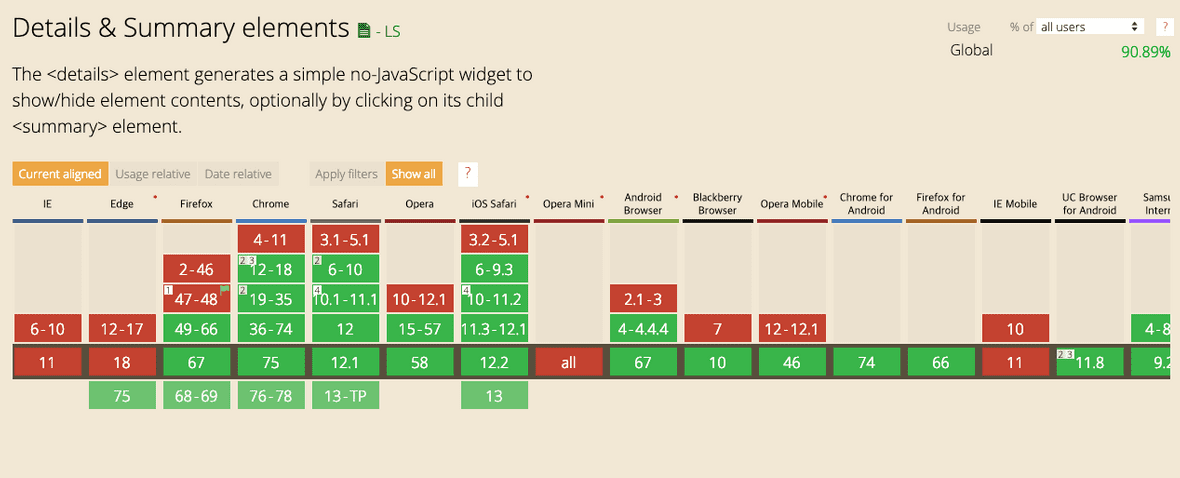 Details & Summary elements - LS
Usage % of all users ?
Global 90.89%
The <details> element generates a simple no-JavaScript widget to
show/hide element contents, optionally by clicking on its child
<summary> element.
Current aligned Usage relative Date relative Apply filters Show all ?
IE Edge * Firefox Chrome Safari Opera iOS Safari * Opera Mini * Android Browser * Blackberry Browser Opera Mobile * Chrome for Android Firefox for Android IE Mobile UC Browser for Android Samsu Intern
4-11 3.1-5.1 3.2-5.1
2-46 2 3 12-18 2 6-10 6-9.3
1 47-48 2 19-35 4 10.1-11.1 10-12.1 4 10-11.2 2.1-3
6-10 12-17 49-66 36-74 12 15-57 11.3-12.1 4-4.4.4 7 12-12.1 10 4-8
11 18 67 75 12.1 58 12.2 all 67 10 46 74 66 11 2 3 11.8 9.2
75 68-69 76-78 13-TP 13